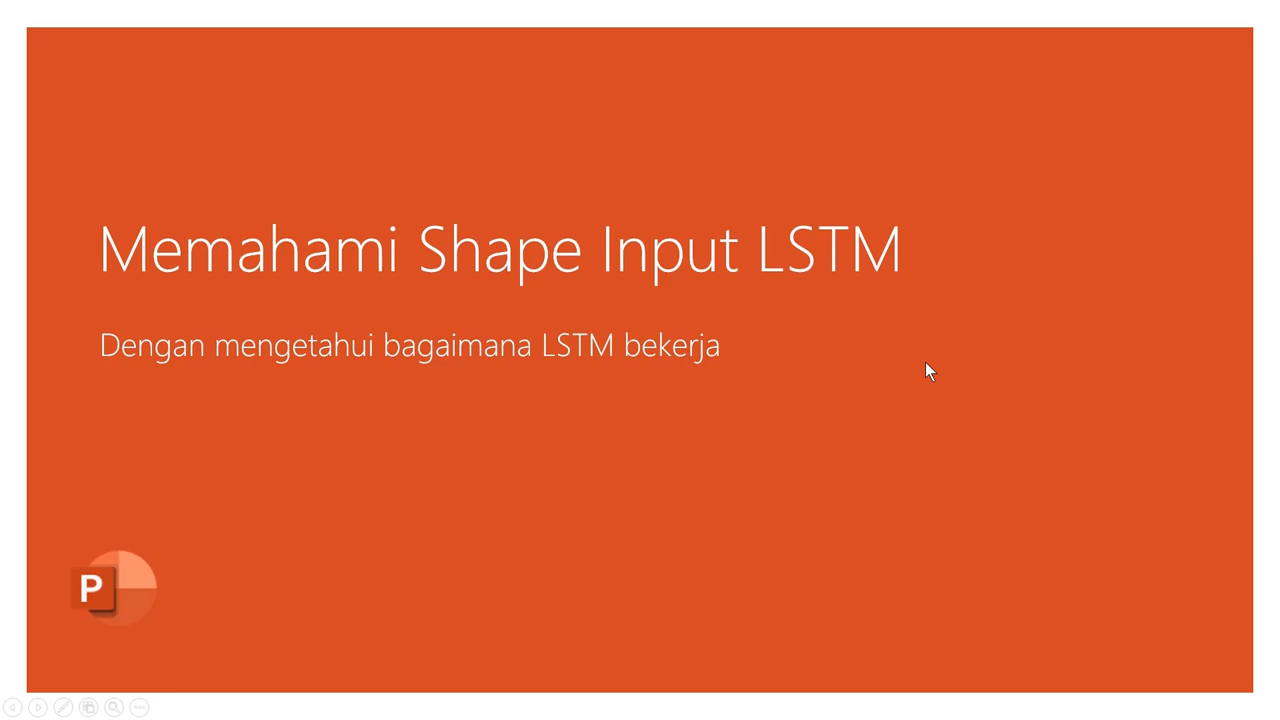 Memahami Shape Input LSTM
Dengan mengetahui bagaimana LSTM bekerja
P